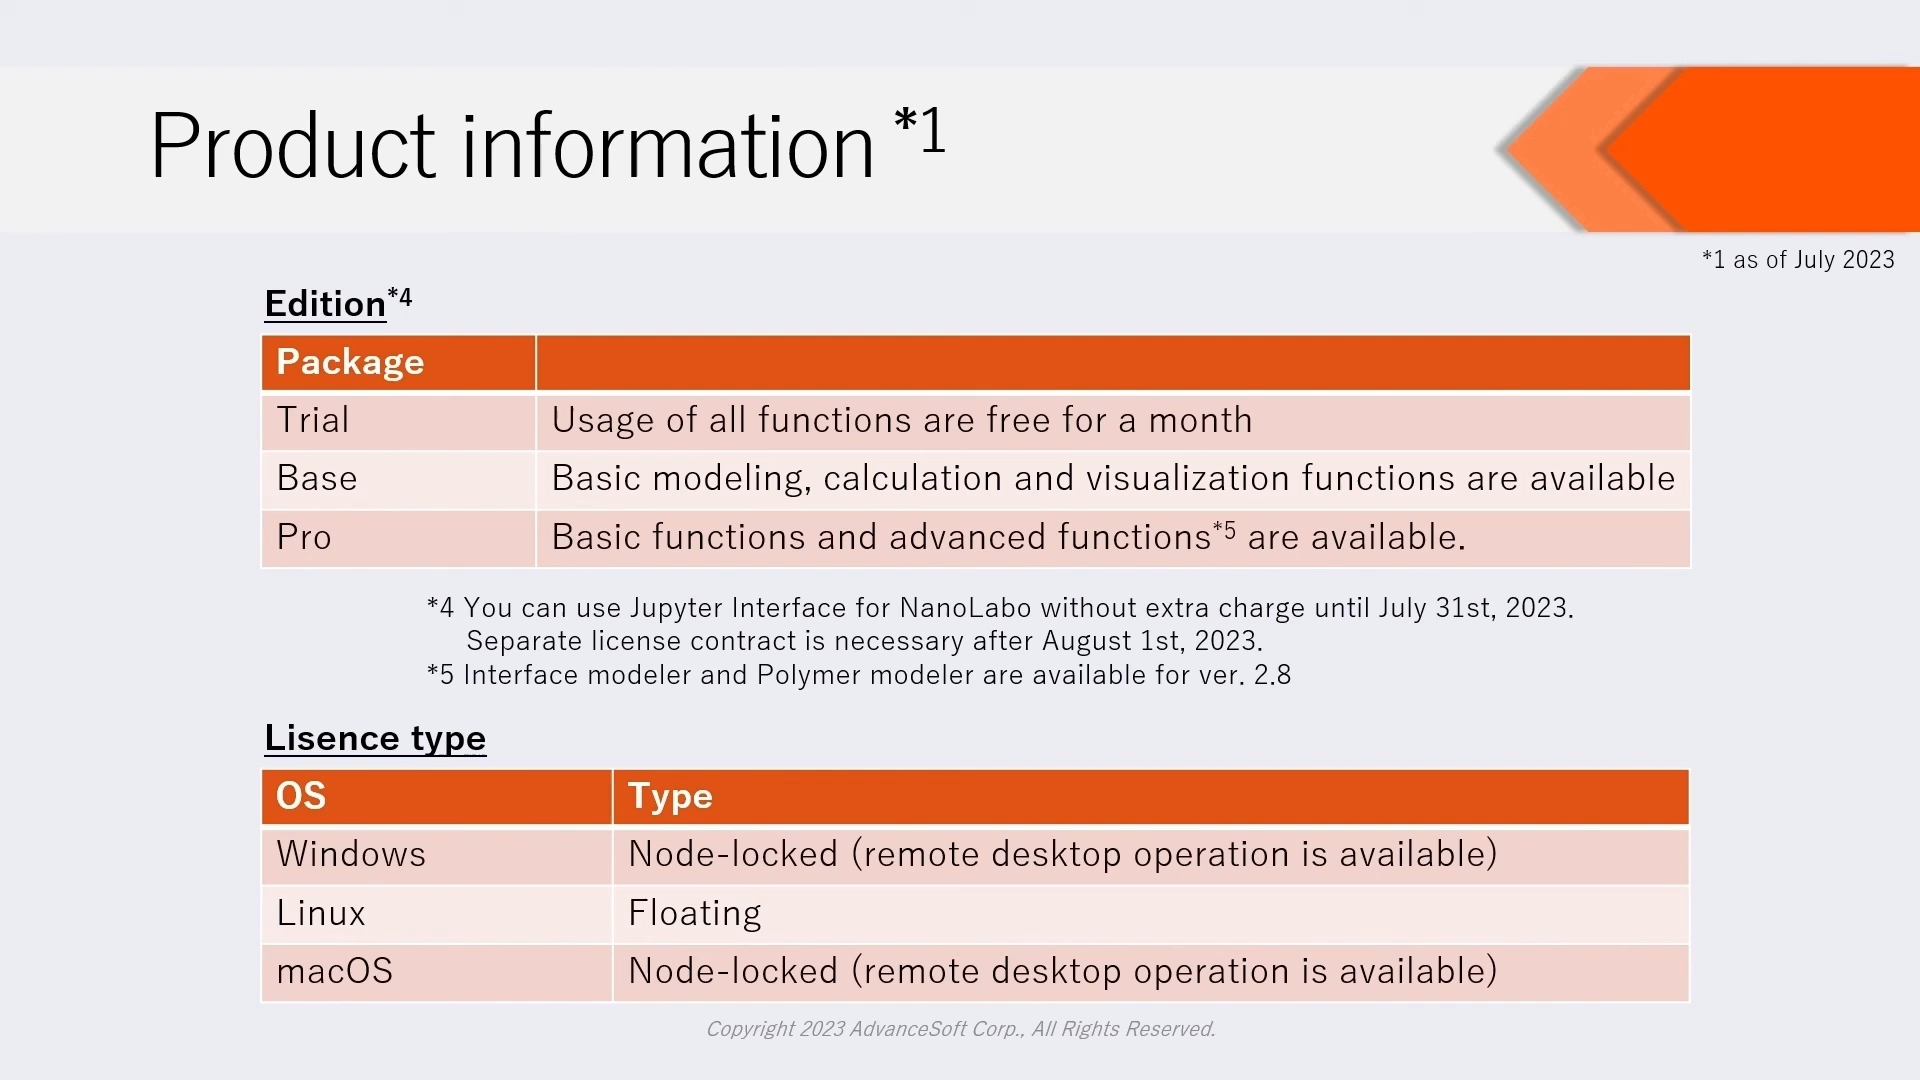 Product information *1
*1 as of July 2023
Edition*4
Package
Trial Usage of all functions are free for a month
Base Basic modeling, calculation and visualization functions are available
Pro Basic functions and advanced functions*5 are available.
*4 You can use Jupyter Interface for NanoLabo without extra charge until July 31st, 2023.
Separate license contract is necessary after August 1st, 2023.
*5 Interface modeler and Polymer modeler are available for ver. 2.8
Lisence type
OS Type
Windows Node-locked (remote desktop operation is available)
Linux Floating
macOS Node-locked (remote desktop operation is available)
Copyright 2023 AdvanceSoft Corp., All Rights Reserved.